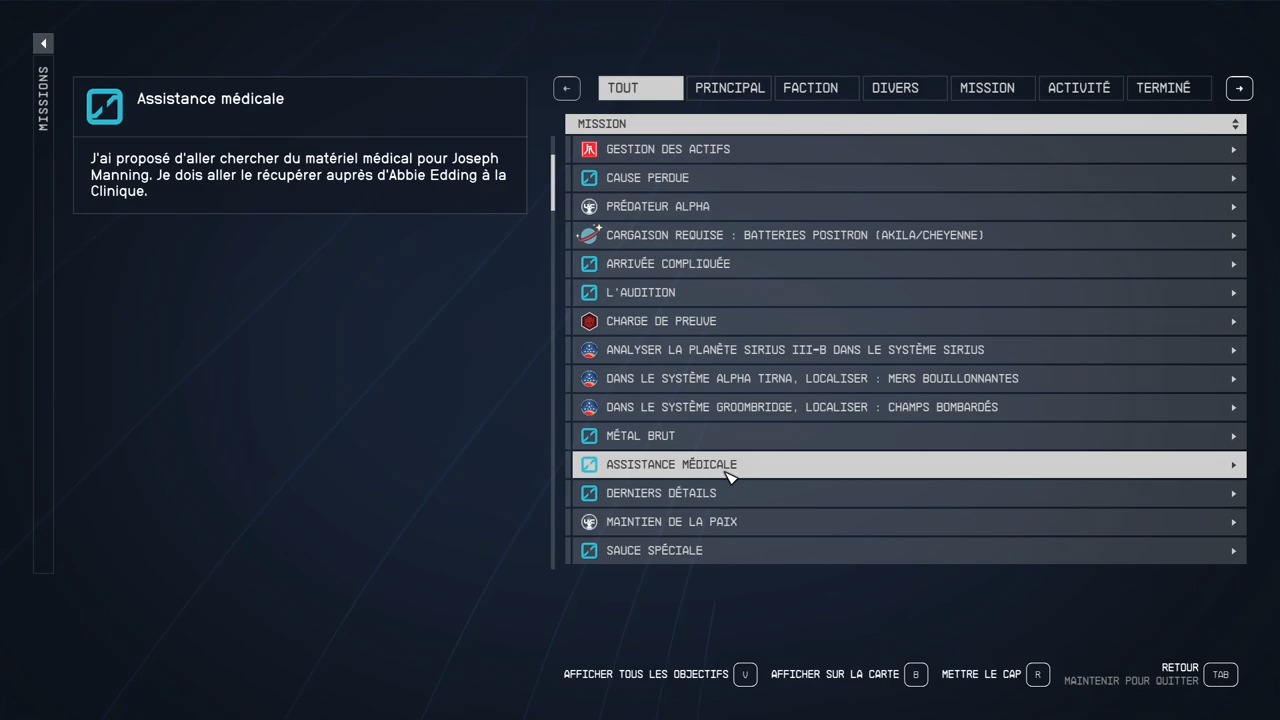 MISSIONS
Assistance médicale
J'ai proposé d'aller chercher du matériel médical pour Joseph
Manning. Je dois aller le récupérer auprès d'Abbie Edding à la
Clinique.
TOUT
PRINCIPAL
FACTION
DIVERS
MISSION
ACTIVITÉ
TERMINÉ
MISSION
GESTION DES ACTIFS
CAUSE PERDUE
PRÉDATEUR ALPHA
CARGAISON REQUISE : BATTERIES POSITRON (AKILA/CHEYENNE)
ARRIVÉE COMPLIQUÉE
L'AUDITION
CHARGE DE PREUVE
ANALYSER LA PLANÈTE SIRIUS III-B DANS LE SYSTÈME SIRIUS
DANS LE SYSTÈME ALPHA TIRNA, LOCALISER : MERS BOUILLONNANTES
DANS LE SYSTÈME GROOMBRIDGE, LOCALISER : CHAMPS BOMBARDÉS
MÉTAL BRUT
ASSISTANCE MÉDICALE
DERNIERS DÉTAILS
MAINTIEN DE LA PAIX
SAUCE SPÉCIALE
AFFICHER TOUS LES OBJECTIFS V
AFFICHER SUR LA CARTE B
METTRE LE CAP R
RETOUR
MAINTENIR POUR QUITTER TAB